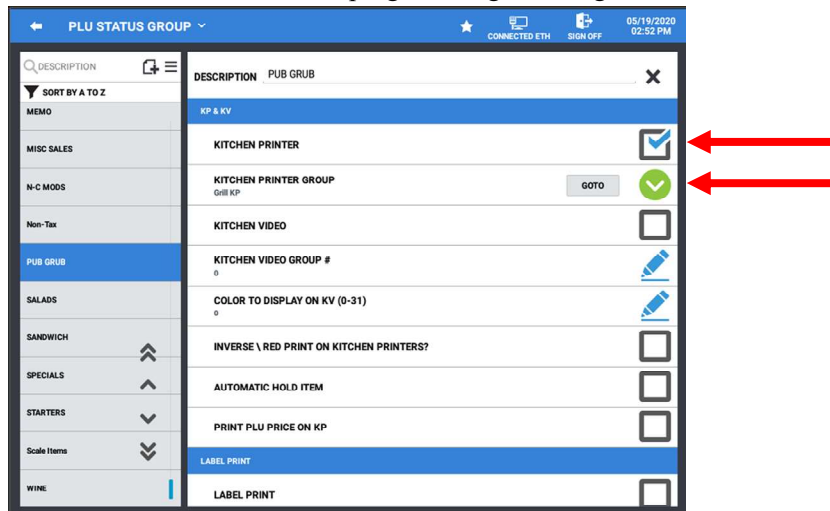 PLU STATUS GROUP
CONNECTED ETH
SIGN OFF
05/19/2020
02:52 PM
DESCRIPTION
SORT BY A TO Z
MEMO
MISC SALES
N-C MODS
Non-Tax
PUB GRUB
SALADS
SANDWICH
SPECIALS
STARTERS
Scale Items
WINE
DESCRIPTION PUB GRUB
KP & KV
KITCHEN PRINTER
KITCHEN PRINTER GROUP
Grill KP
GOTO
KITCHEN VIDEO
KITCHEN VIDEO GROUP #
0
COLOR TO DISPLAY ON KV (0-31)
0
INVERSE \ RED PRINT ON KITCHEN PRINTERS?
AUTOMATIC HOLD ITEM
PRINT PLU PRICE ON KP
LABEL PRINT
LABEL PRINT